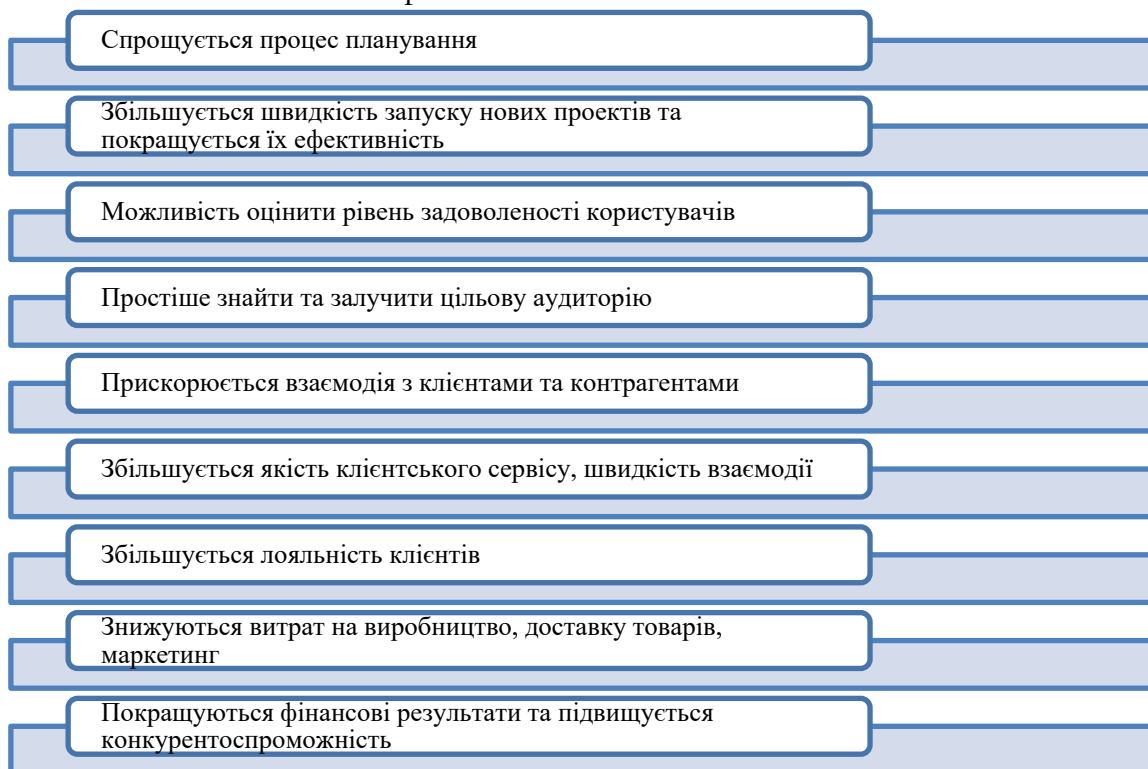 Спрощується процес планування
Збільшується швидкість запуску нових проектів та
покращується їх ефективність
Можливість оцінити рівень задоволеності користувачів
Простіше знайти та залучити цільову аудиторію
Прискорюється взаємодія з клієнтами та контрагентами
Збільшується якість клієнтського сервісу, швидкість взаємодії
Збільшується лояльність клієнтів
Знижуються витрат на виробництво, доставку товарів,
маркетинг
Покращуються фінансові результати та підвищується
конкурентоспроможність